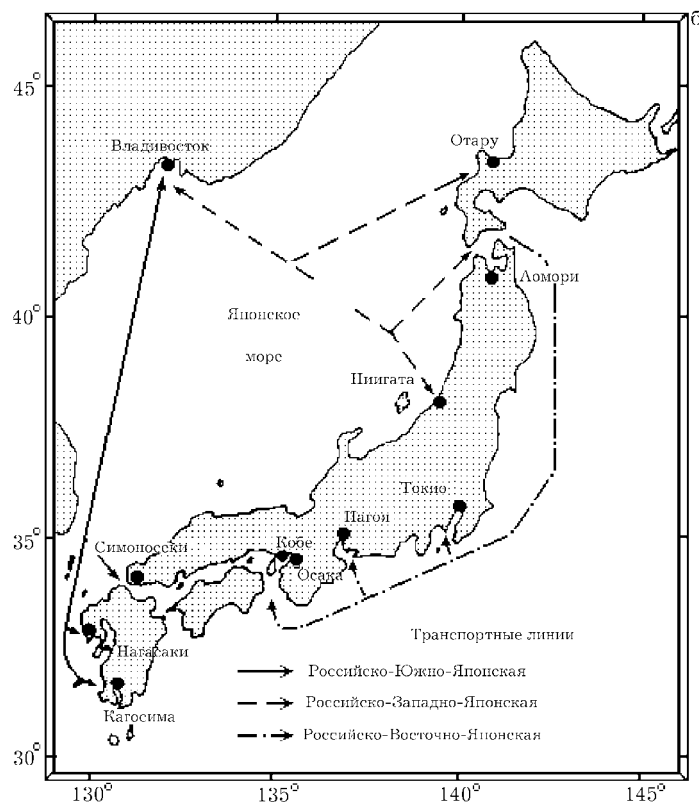 б
45°
Владивосток
Отару
40°
Аомори
Японское
море
Ниигата
Токио
Нагоя
35°
Симоносеки
Кобе
Осака
Транспортные линии
Нагасаки
Российско-Южно-Японская
Российско-Западно-Японская
Кагосима
Российско-Восточно-Японская
30°
130° 135° 140° 145°